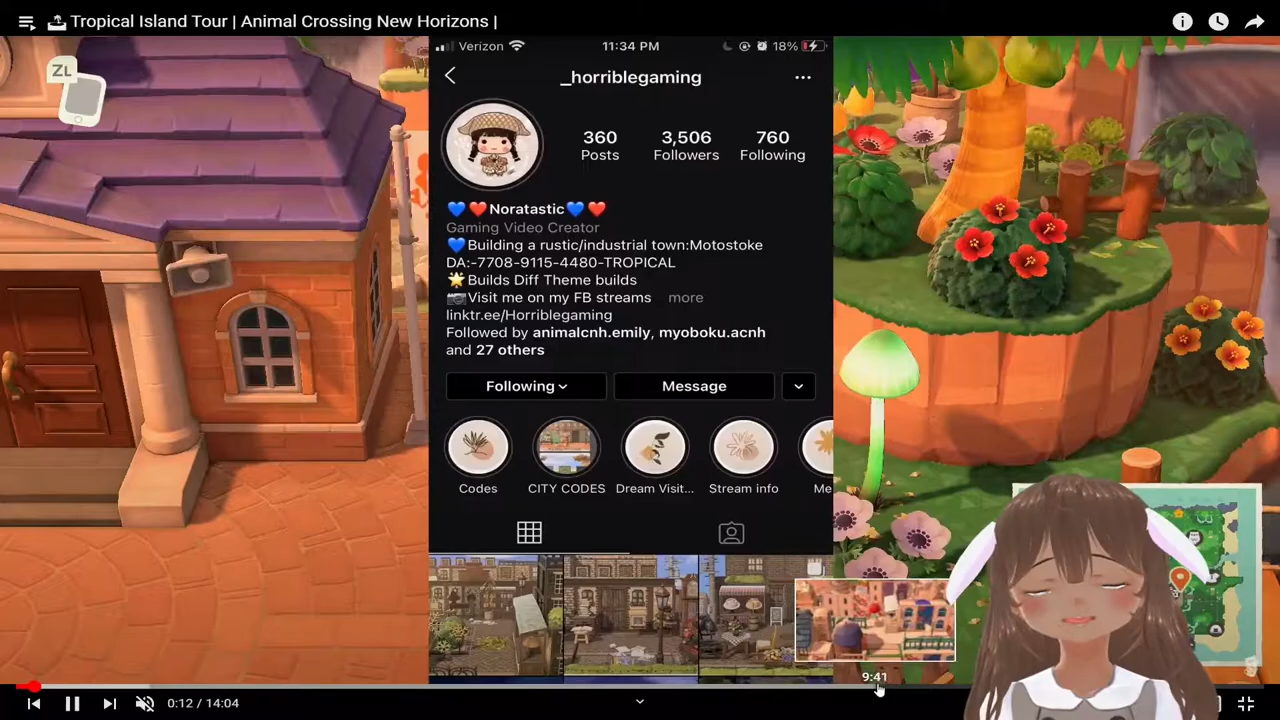 Tropical Island Tour | Animal Crossing New Horizons |
ZL
Verizon
11:34 PM
18%
_horriblegaming
360
Posts
3,506
Followers
760
Following
💙❤️Noratastic💙❤️
Gaming Video Creator
💙Building a rustic/industrial town:Motostoke
DA:-7708-9115-4480-TROPICAL
🌟Builds Diff Theme builds
📷Visit me on my FB streams more
linktr.ee/Horriblegaming
Followed by animalcnh.emily, myoboku.acnh
and 27 others
Following
Message
Codes
CITY CODES
Dream Visit...
Stream info
Me
9:41
0:12 / 14:04